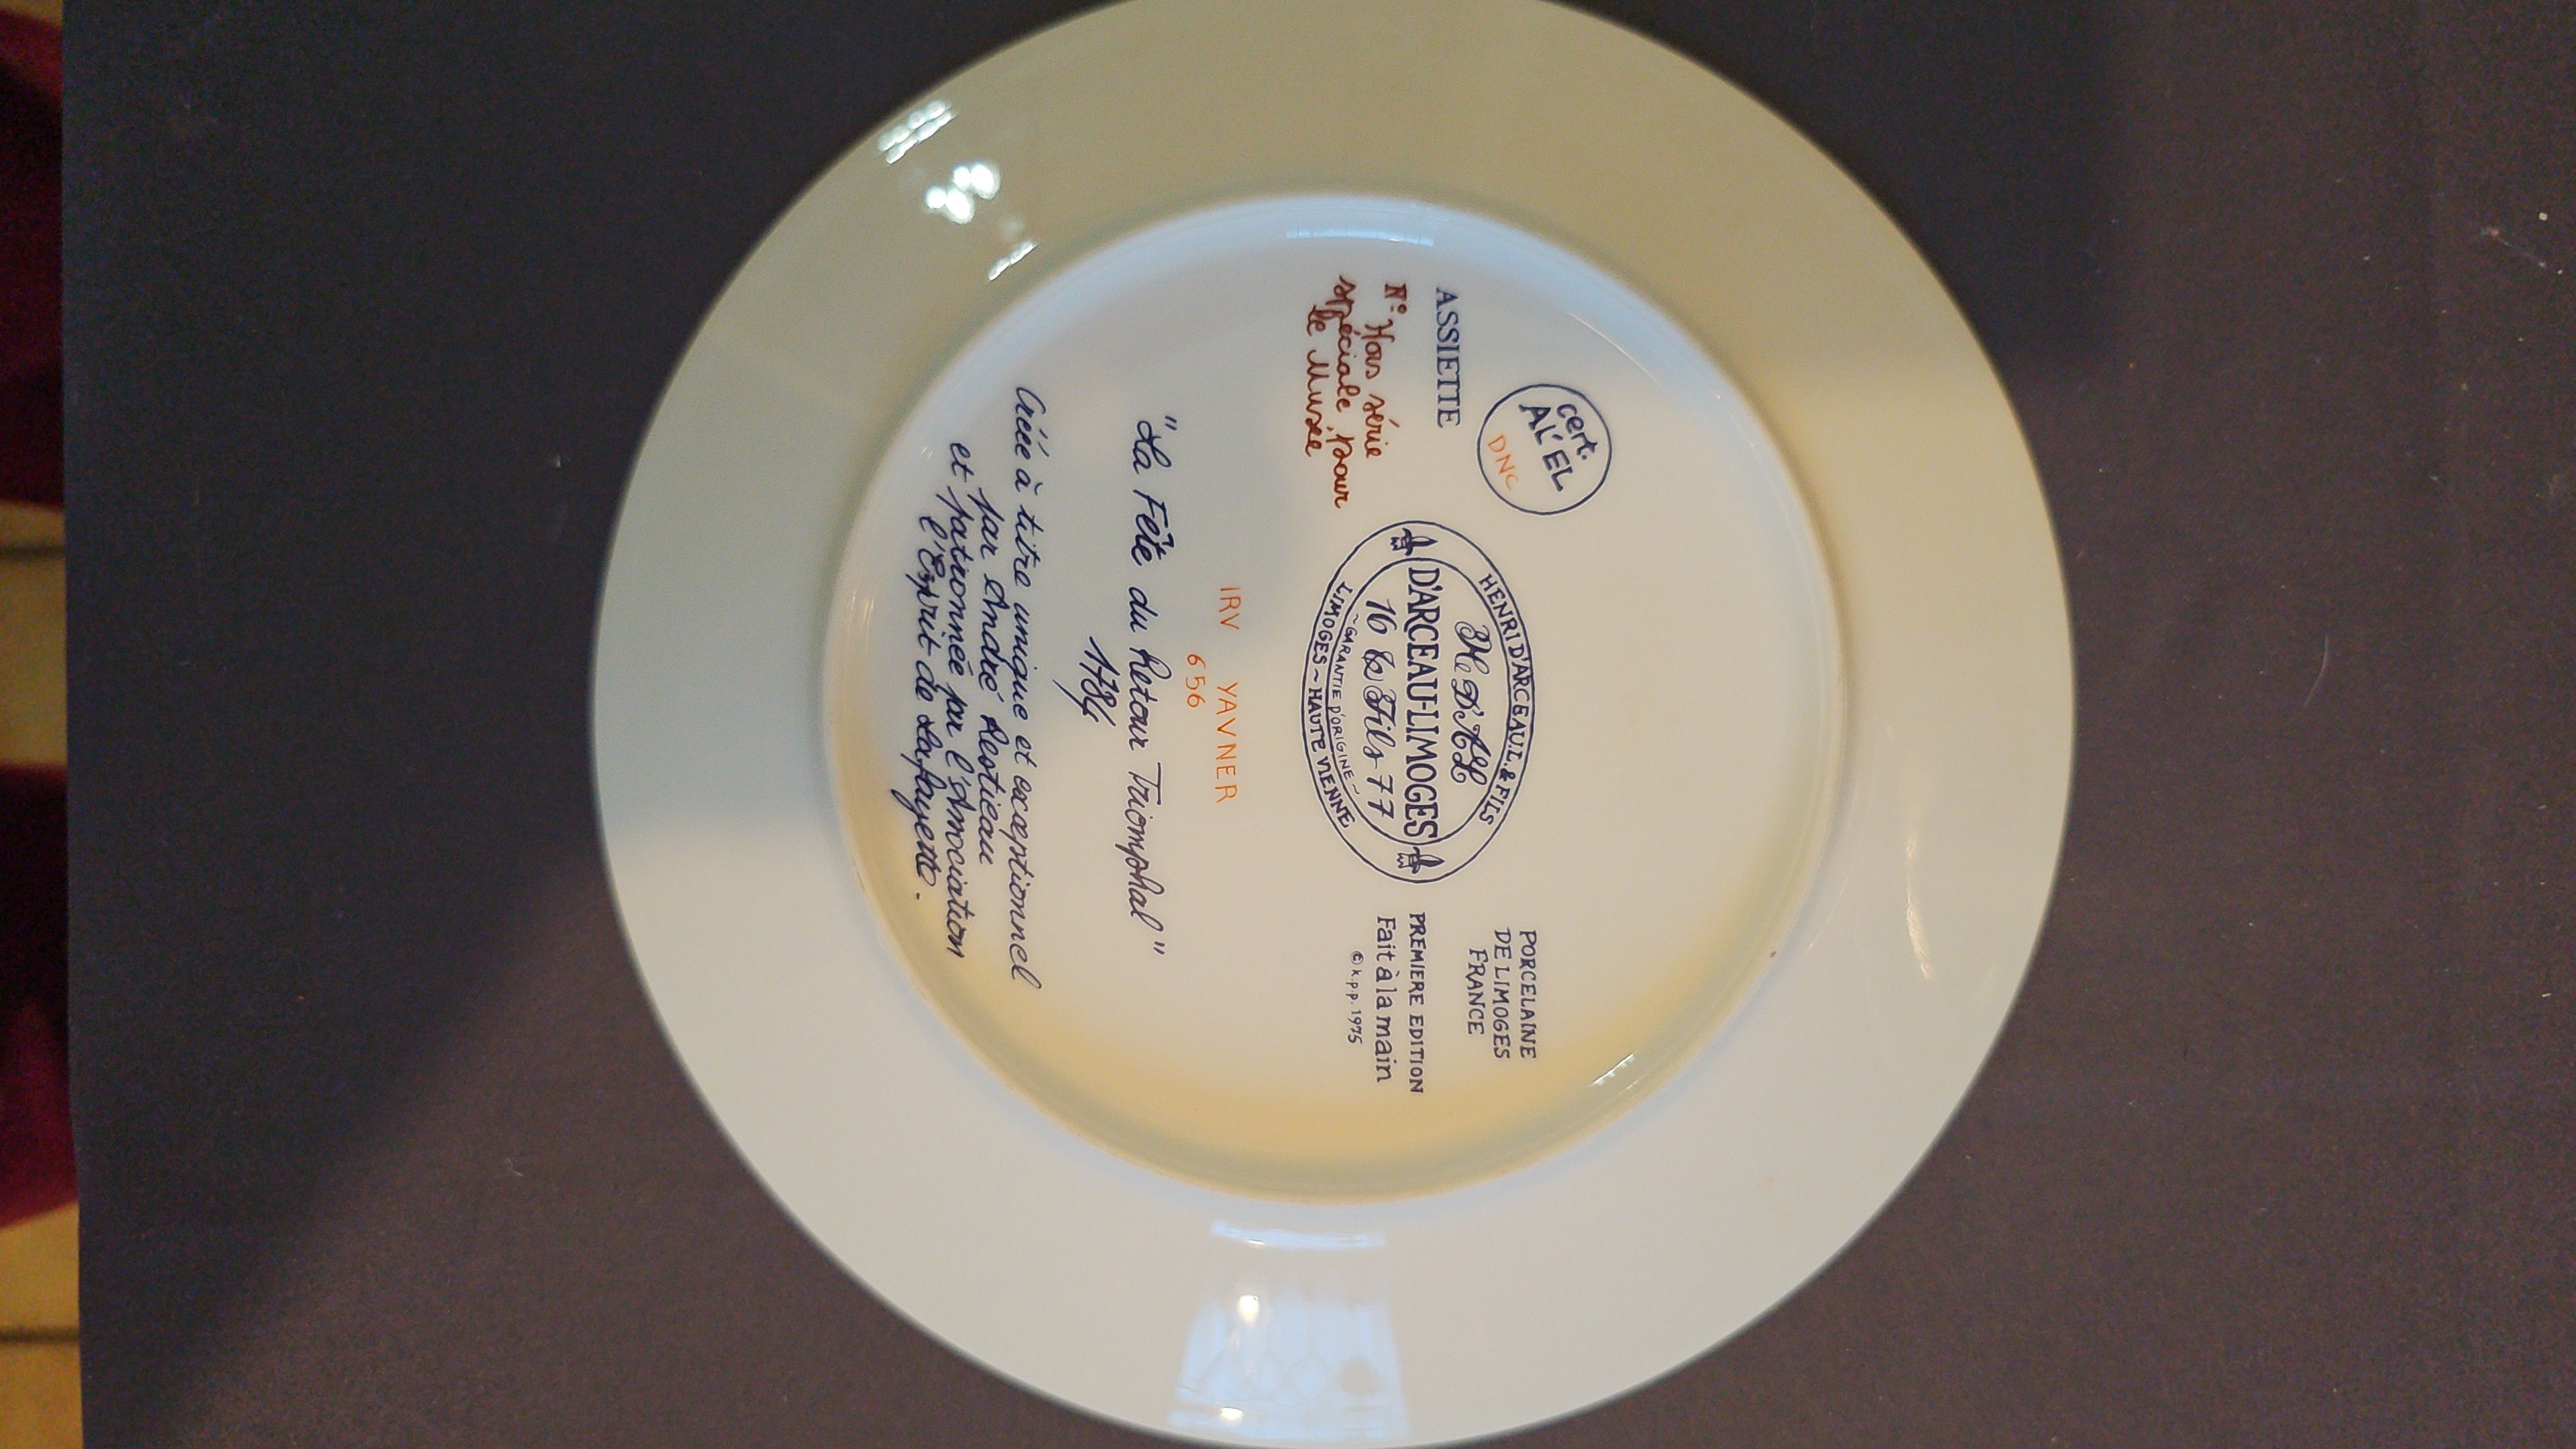 cert.
AL'EL
DNC
ASSIETTE
N° Hors série
spéciale pour
le Musée
HENRI D'ARCEAU.L. & FILS
He D'AL
D'ARCEAU-LIMOGES
16 & Fils 77
~GARANTIE D'ORIGINE~
LIMOGES ~ HAUTE VIENNE
PORCELAINE
DE LIMOGES
FRANCE
PREMIERE EDITION
Fait à la main
© k.p.p. 1975
IRV YAVNER
656
"La Fête du Retour Triomphal"
1784
Créée à titre unique et exceptionnel
par André Restieau
et patronnée par l'Association
l'Esprit de Lafayette.